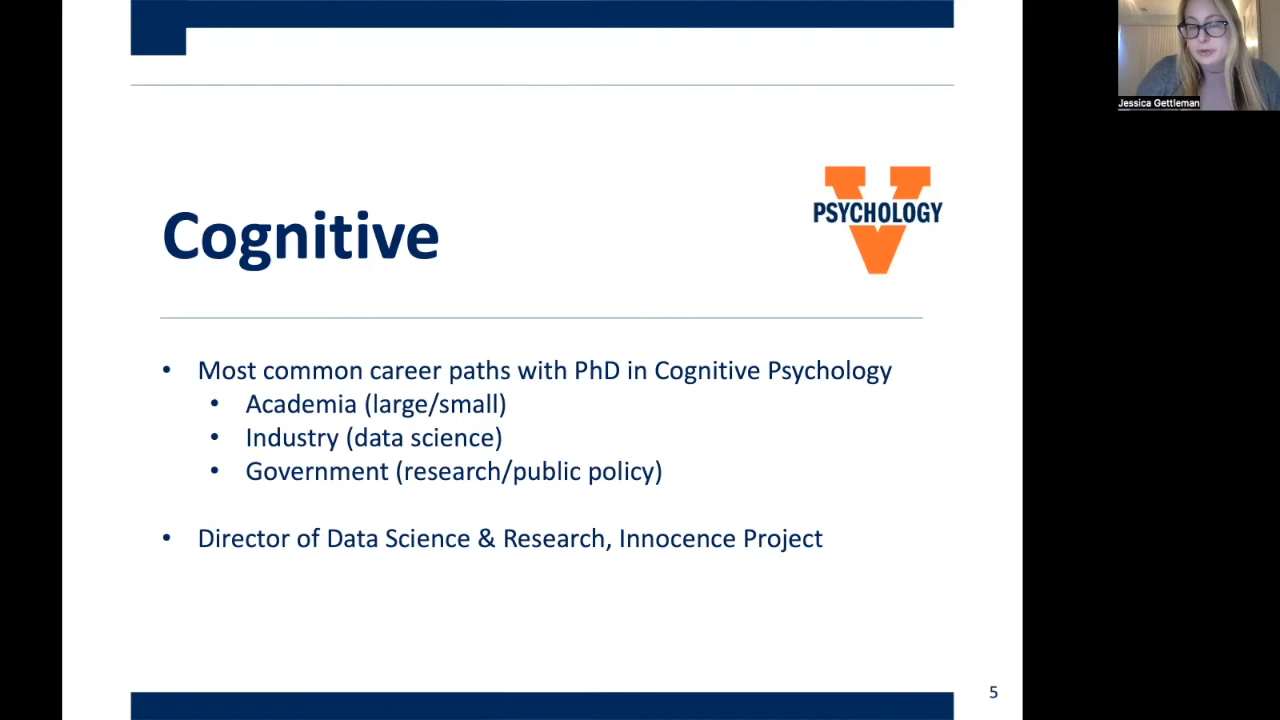 Jessica Gettleman
PSYCHOLOGY
Cognitive
• Most common career paths with PhD in Cognitive Psychology
• Academia (large/small)
• Industry (data science)
• Government (research/public policy)
• Director of Data Science & Research, Innocence Project
5